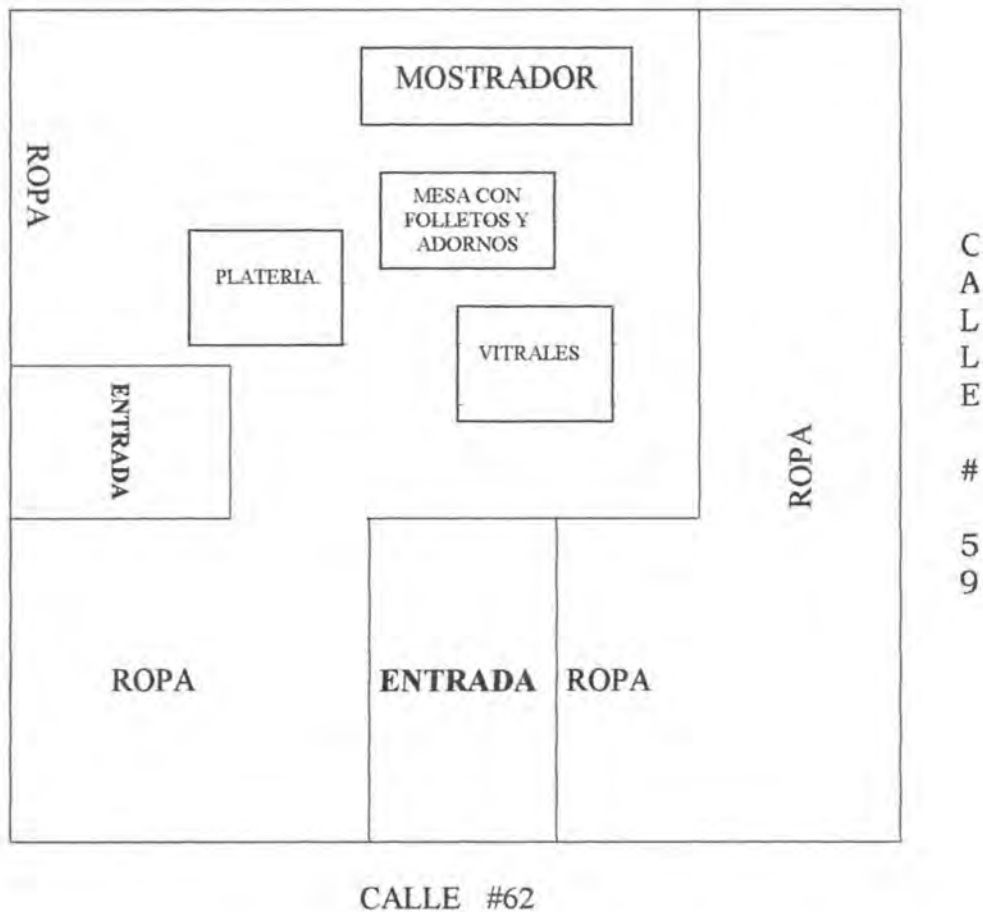 MOSTRADOR
ROPA
MESA CON
FOLLETOS Y
ADORNOS
PLATERIA.
VITRALES
ENTRADA
ROPA
CALLE # 59
ROPA
ENTRADA
ROPA
CALLE #62